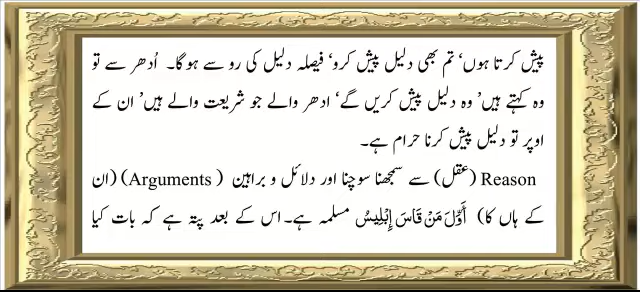 پیش کرتا ہوں‘ تم بھی دلیل پیش کرو‘ فیصلہ دلیل کی رو سے ہوگا۔ اُدھر سے تو
وہ کہتے ہیں‘ وہ دلیل پیش کریں گے‘ ادھر والے جو شریعت والے ہیں‘ ان کے
اوپر تو دلیل پیش کرنا حرام ہے۔
Reason (عقل) سے سمجھنا سوچنا اور دلائل و براہین ( Arguments) (ان
کے ہاں کا) أَوَّلَ مَنْ قَاسَ إِبْلِيسُ مسلمہ ہے۔ اس کے بعد پتہ ہے کہ بات کیا